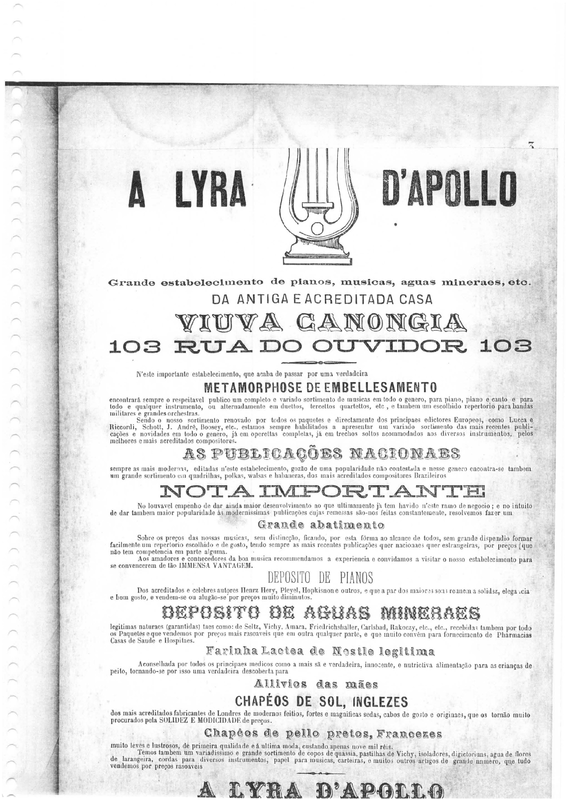 3
A LYRA D'APOLLO
Grande estabelecimento de pianos, musicas, aguas mineraes, etc.
DA ANTIGA E ACREDITADA CASA
VIUVA CANONGIA
103 RUA DO OUVIDOR 103
N'este importante estabelecimento, que acaba de passar por uma verdadeira
METAMORPHOSE DE EMBELLESAMENTO
encontrará sempre o respeitavel publico um completo e variado sortimento de musicas em todo o genero, para piano, piano e canto e para
todo e qualquer instrumento, ou alternadamente em duettos, tercettos quartettos, etc, e tambem um escolhido repertorio para bandas
militares e grandes orchestras.
Sendo o nosso sortimento renovado por todos os paquetes e directamente dos principaes edictores Europeos, como Lucca e
Riccordi, Schott, J. André, Boosey, etc., estamos sempre habilitados a apresentar um variado sortimento das mais recentes publi-
cações e novidades em todo o genero, já em operettas completas, já em trechos soltos accomodados aos diversos instrumentos, pelos
melhores e mais acreditados compositores.
AS PUBLICAÇÕES NACIONAES
sempre as mais modernas, editadas n'este estabelecimento, gozão de uma popularidade não contestada e nesse genero encontra-se tambem
um grande sortimento em quadrilhas, polkas, walsas e habaneras, dos mais acreditados compositores Brazileiros
NOTA IMPORTANTE
No louvavel empenho de dar ainda maior desenvolvimento ao que ultimamente já tem havido n'este ramo de negocio; e no intuito
de dar tambem maior popularidade ás modernissimas publicações cujas remessas são-nos feitas constantemente, resolvemos fazer um
Grande abatimento
Sobre os preços das nossas musicas, sem distincção, ficando, por esta fórma ao alcance de todos, sem grande dispendio formar
facilmente um repertorio escolhido e de gosto, tendo sempre as mais recentes publicações quer nacionaes quer estrangeiras, por preços que
não tem competencia em parte alguma.
Aos amadores e connecedores da boa musica recommendamos a experiencia e convidamos a visitar o nosso estabelecimento para
se convencerem de tão IMMENSA VANTAGEM.
DEPOSITO DE PIANOS
Dos acreditados e celebres autores Henry Herz, Pleyel, Hopkinson e outros, e que a par dos maiores sons reunem a solidez, elegancia
e bom gosto, e vendem-se ou alugão-se por preços muito diminutos.
DEPOSITO DE AGUAS MINERAES
legitimas naturaes (garantidas) taes como: de Seltz, Vichy, Amara, Friedrichshaller, Carlsbad, Rakoczy, etc., etc., recebidas tambem por todo
os Paquetes e que vendemos por preços mais rasoaveis que em outra qualquer parte, e que muito convém para fornecimento de Pharmacias
Casas de Saude e Hospitaes.
Farinha Lactea de Nestle legitima
Aconselhada por todos os principaes medicos como a mais sã e verdadeira, innocente, e nutrictiva alimentação para as crianças de
peito, tornando-se por isso uma verdadeira descoberta para
Allivios das mães
CHAPÉOS DE SOL, INGLEZES
dos mais acreditados fabricantes de Londres de modernos feitios, fortes e magnificas sedas, cabos de gosto e originaes, que os tornão muito
procurados pela SOLIDEZ E MODICIDADE de preços.
Chapéos de pello pretos, Francezes
muito levés e lustrosos, de primeira qualidade e á ultima moda, custando apenas nove mil réis.
Temos tambem um variadissimo e grande sortimento de copos de quassia, pastilhas de Vichy, isoladores, digictoriums, agua de flores
de larangeira, cordas para diversos instrumentos, papel para musicas, carteiras, e muitos outros artigos de grande numero, que tudo
vendemos por preços rasoaveis
A LYRA D'APOLLO